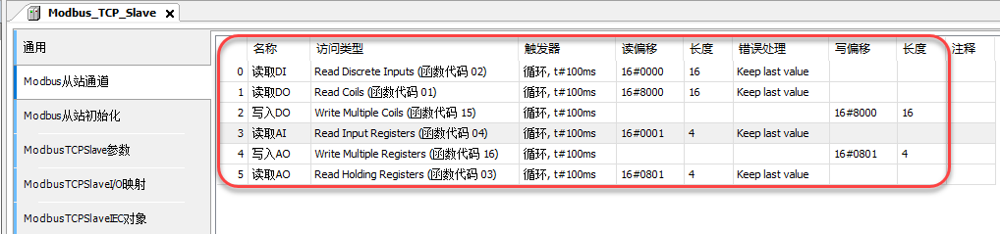 Modbus_TCP_Slave
通用
Modbus从站通道
Modbus从站初始化
ModbusTCPSlave参数
ModbusTCPSlaveI/O映射
ModbusTCPSlaveIEC对象
名称 访问类型 触发器 读偏移 长度 错误处理 写偏移 长度 注释
0 读取DI Read Discrete Inputs (函数代码 02) 循环, t#100ms 16#0000 16 Keep last value
1 读取DO Read Coils (函数代码 01) 循环, t#100ms 16#8000 16 Keep last value
2 写入DO Write Multiple Coils (函数代码 15) 循环, t#100ms 16#8000 16
3 读取AI Read Input Registers (函数代码 04) 循环, t#100ms 16#0001 4 Keep last value
4 写入AO Write Multiple Registers (函数代码 16) 循环, t#100ms 16#0801 4
5 读取AO Read Holding Registers (函数代码 03) 循环, t#100ms 16#0801 4 Keep last value